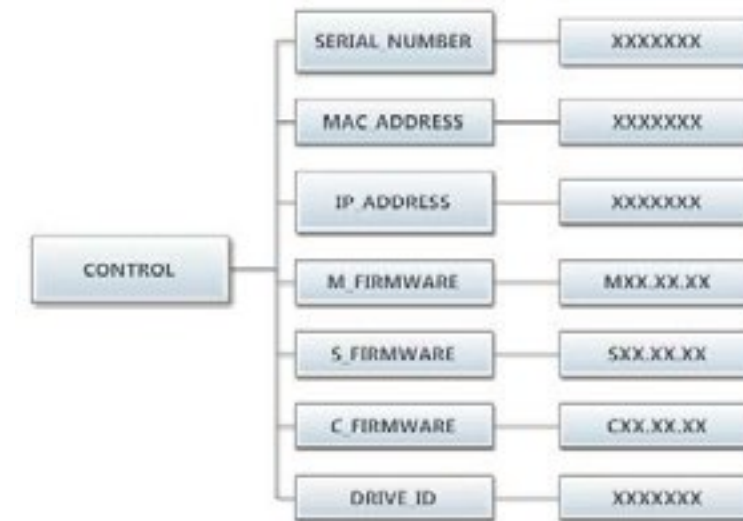 SERIAL_NUMBER XXXXXXX
MAC_ADDRESS XXXXXXX
IP_ADDRESS XXXXXXX
CONTROL
M_FIRMWARE MXX.XX.XX
S_FIRMWARE SXX.XX.XX
C_FIRMWARE CXX.XX.XX
DRIVE_ID XXXXXXX